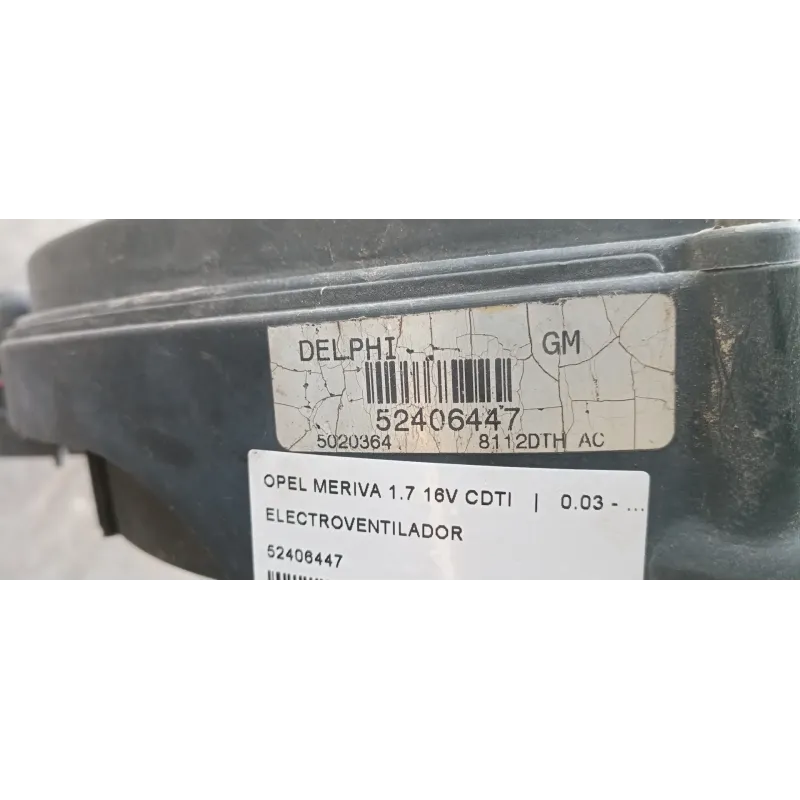 DELPHI GM
52406447
5020364 8112DTH AC
OPEL MERIVA 1.7 16V CDTI | 0.03 - ...
ELECTROVENTILADOR
52406447